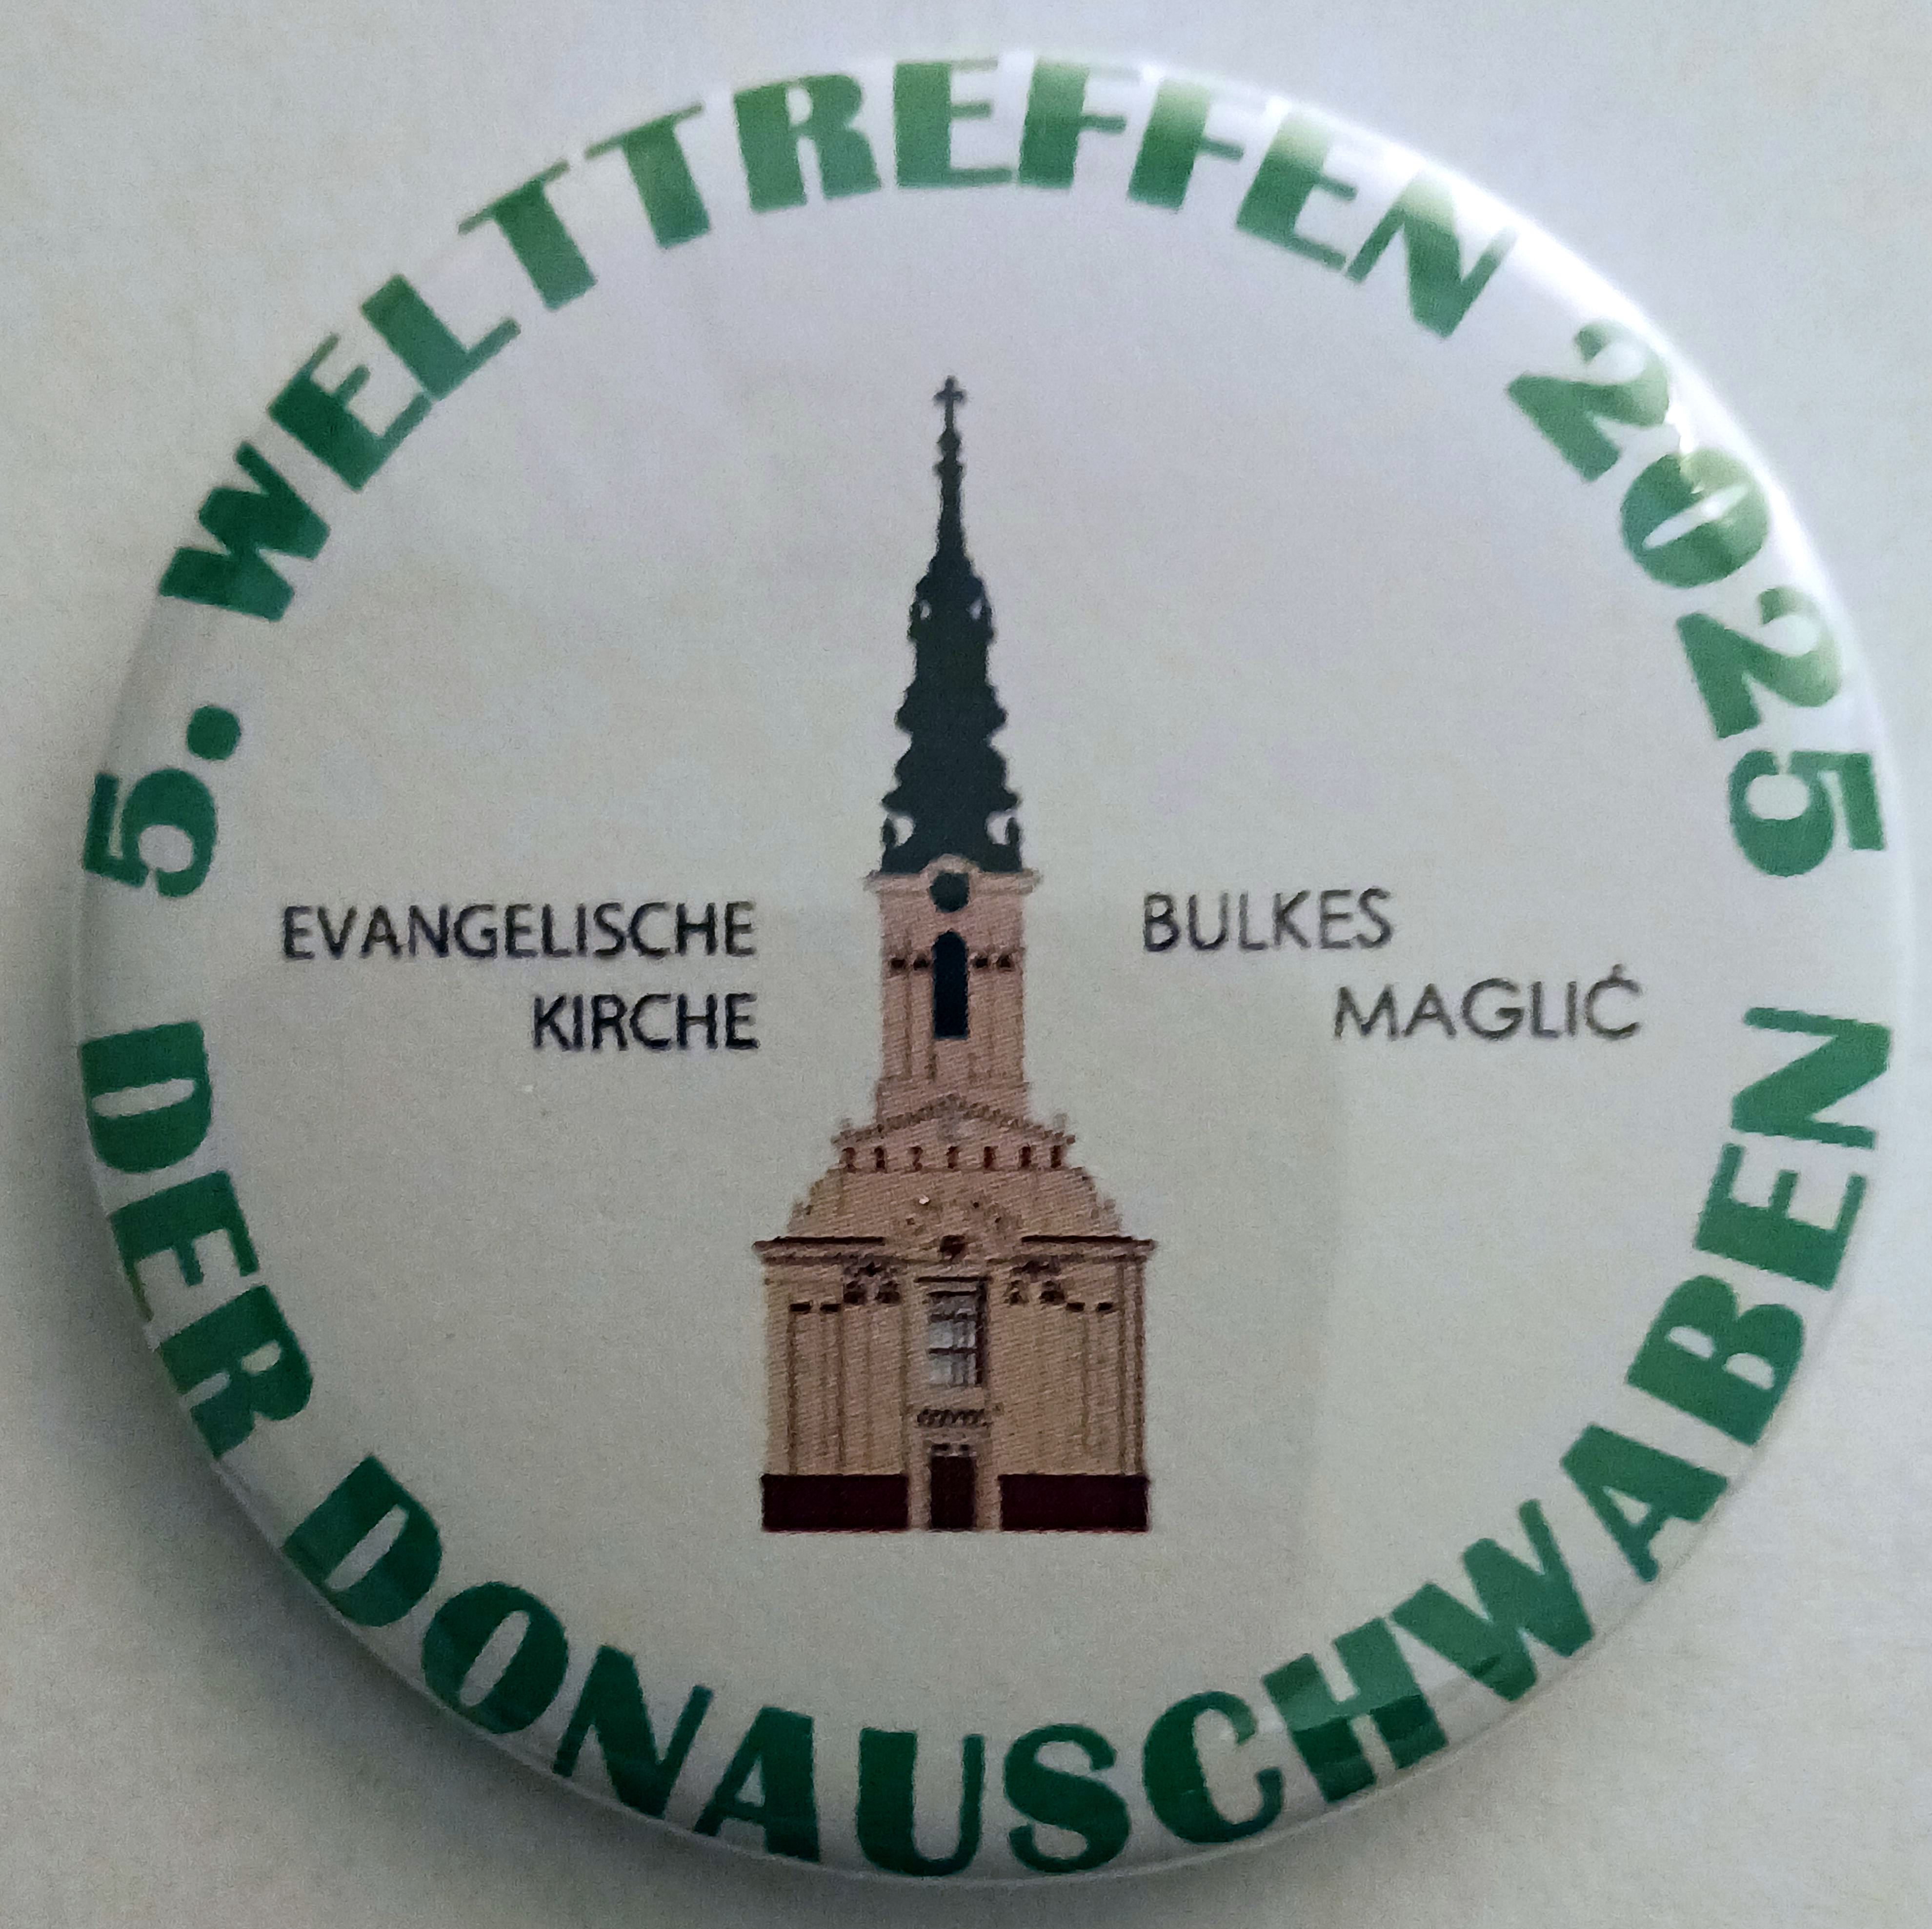 5. WELTTREFFEN 2025
EVANGELISCHE
KIRCHE
BULKES
MAGLIĆ
DER DONAUSCHWABEN